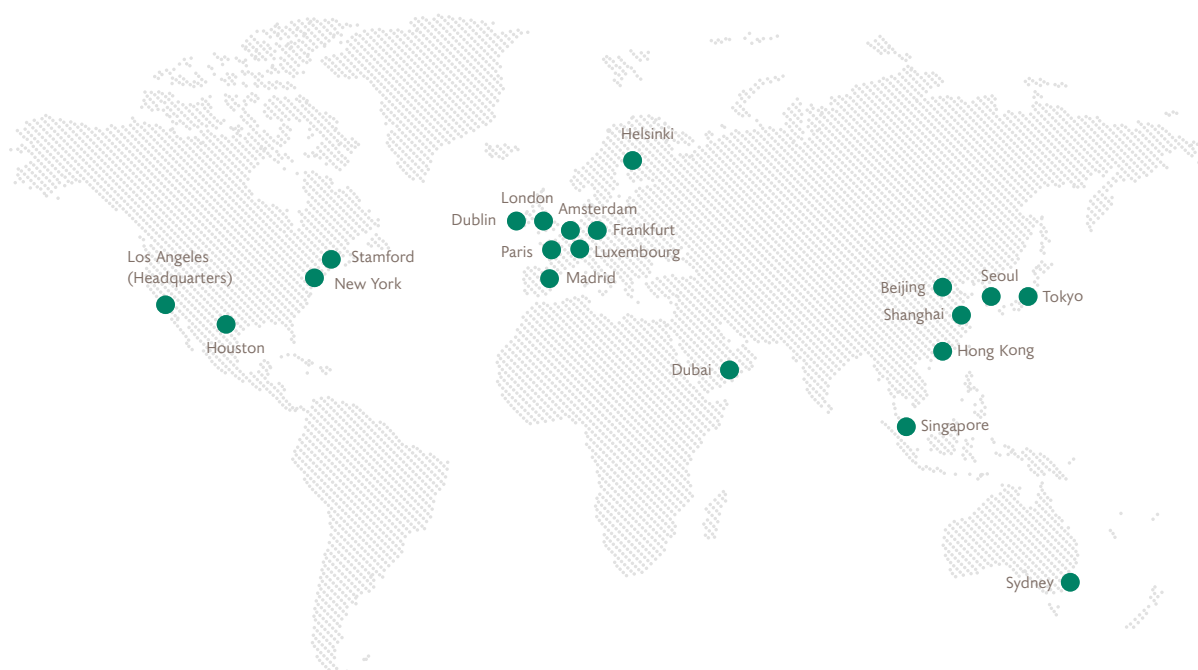 Helsinki
London
Amsterdam
Dublin
Frankfurt
Paris
Luxembourg
Madrid
Los Angeles
(Headquarters)
Stamford
New York
Houston
Beijing
Seoul
Tokyo
Shanghai
Hong Kong
Dubai
Singapore
Sydney